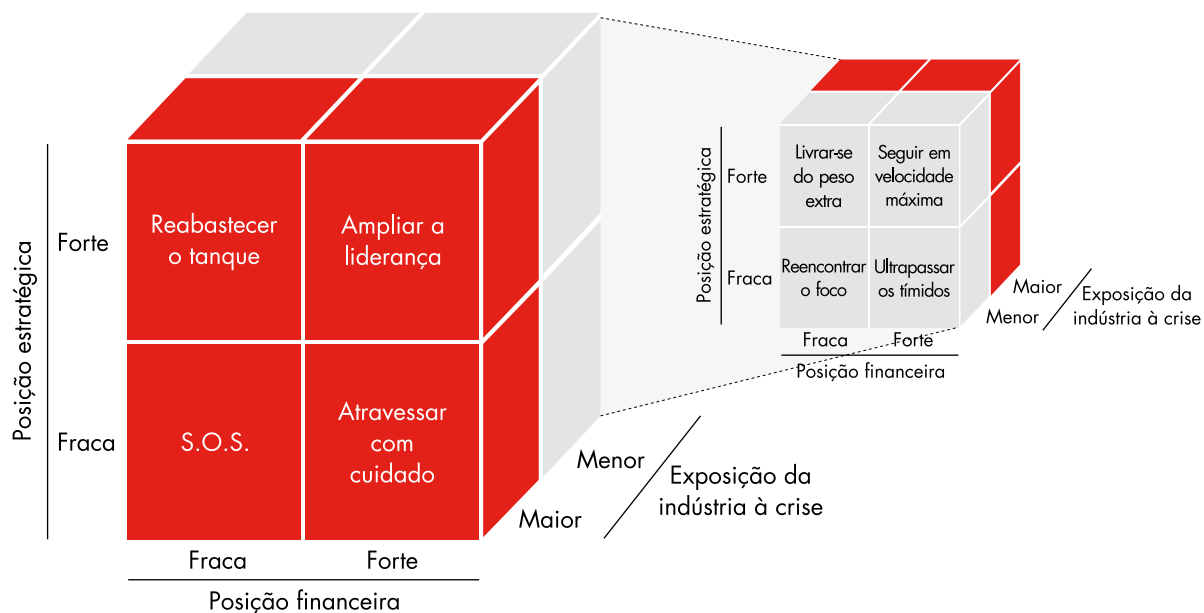 Posição estratégica
Forte
Fraca
Reabastecer
o tanque
Ampliar a
liderança
S.O.S.
Atravessar
com
cuidado
Fraca
Forte
Posição financeira
Menor
Maior
Exposição da
indústria à crise
Posição estratégica
Forte
Fraca
Livrar-se
do peso
extra
Seguir em
velocidade
máxima
Reencontrar
o foco
Ultrapassar
os tímidos
Fraca
Forte
Posição financeira
Maior
Menor
Exposição da
indústria à crise